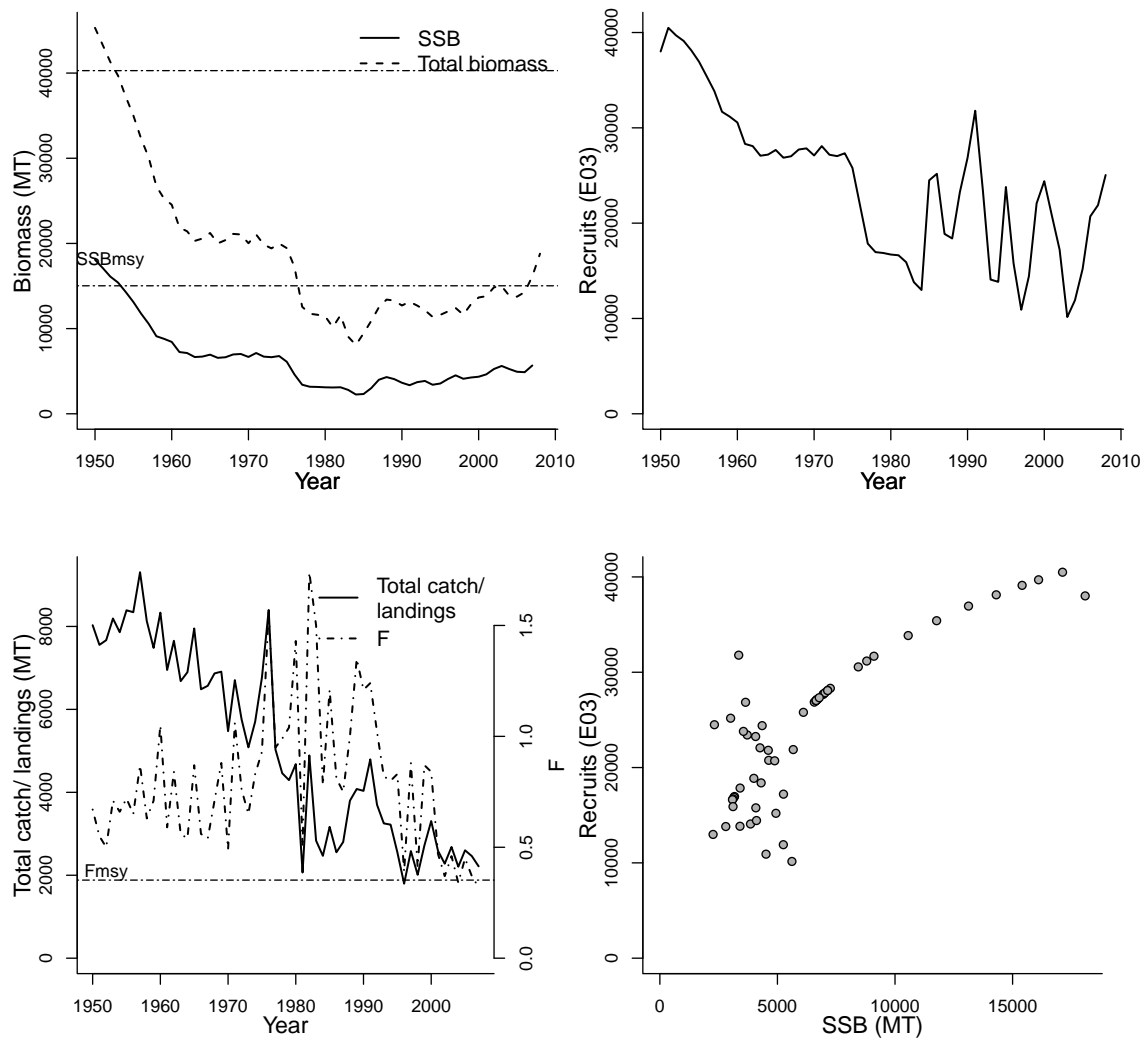 SSB
Total biomass
Biomass (MT)
0 10000 20000 30000 40000
SSBmsy
1950 1960 1970 1980 1990 2000 2010
Year
Recruits (E03)
0 10000 20000 30000 40000
1950 1960 1970 1980 1990 2000 2010
Year
Total catch/
landings
F
Total catch/ landings (MT)
0 2000 4000 6000 8000
Fmsy
0.0 0.5 1.0 1.5
F
1950 1960 1970 1980 1990 2000
Year
Recruits (E03)
0 10000 20000 30000 40000
0 5000 10000 15000
SSB (MT)